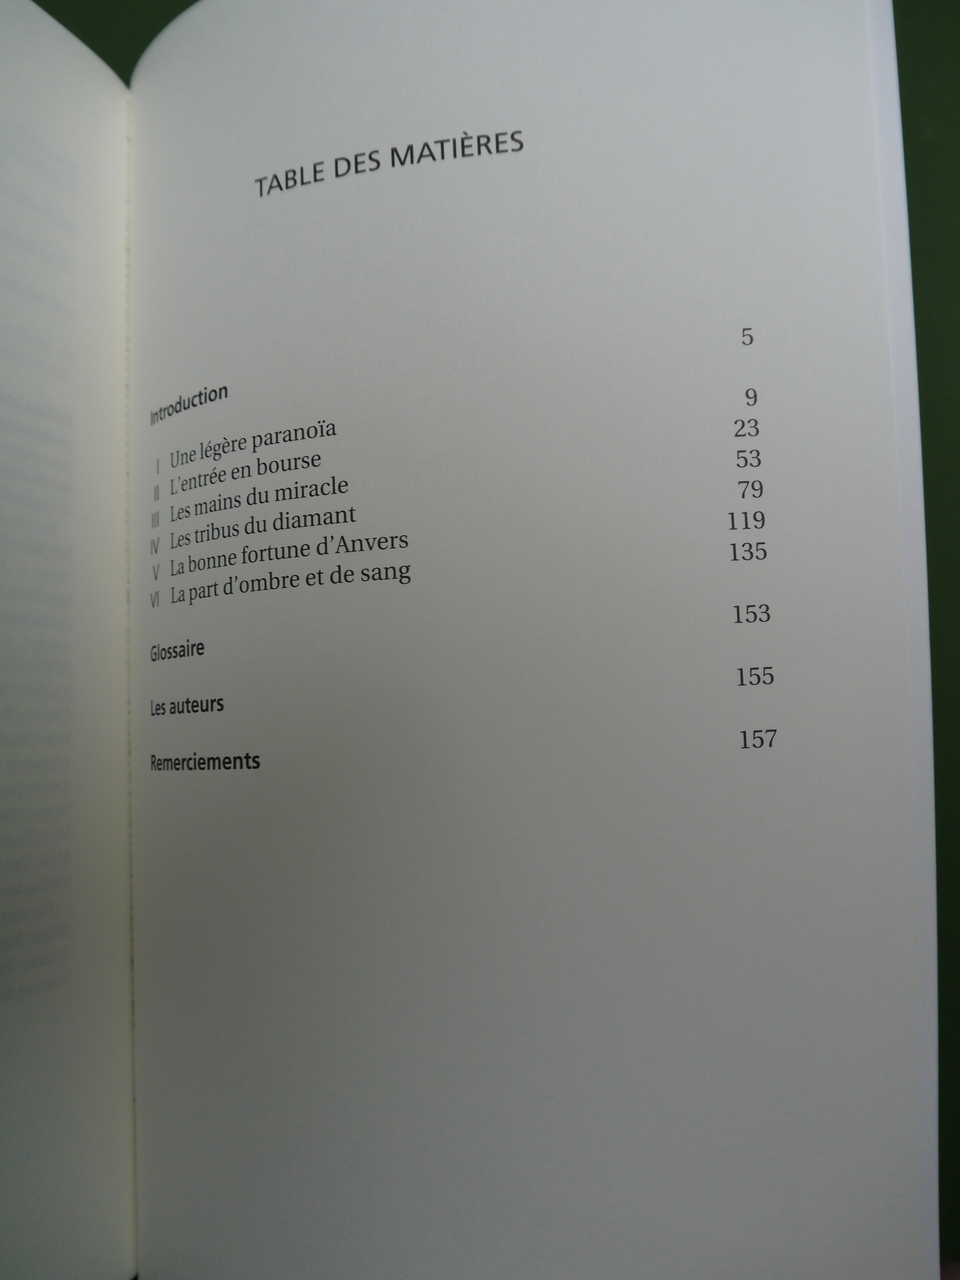 TABLE DES MATIÈRES
Introduction 5
I Une légère paranoïa 9
II L'entrée en bourse 23
III Les mains du miracle 53
IV Les tribus du diamant 79
V La bonne fortune d'Anvers 119
VI La part d'ombre et de sang 135
Glossaire 153
Les auteurs 155
Remerciements 157